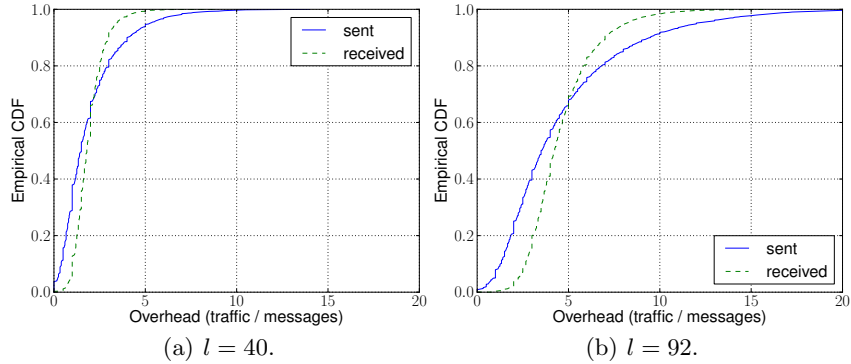 1.0
0.8
0.6
0.4
0.2
0.0
Empirical CDF
0 5 10 15 20
Overhead (traffic / messages)
sent
received
(a) l = 40.
1.0
0.8
0.6
0.4
0.2
0.0
Empirical CDF
0 5 10 15 20
Overhead (traffic / messages)
sent
received
(b) l = 92.